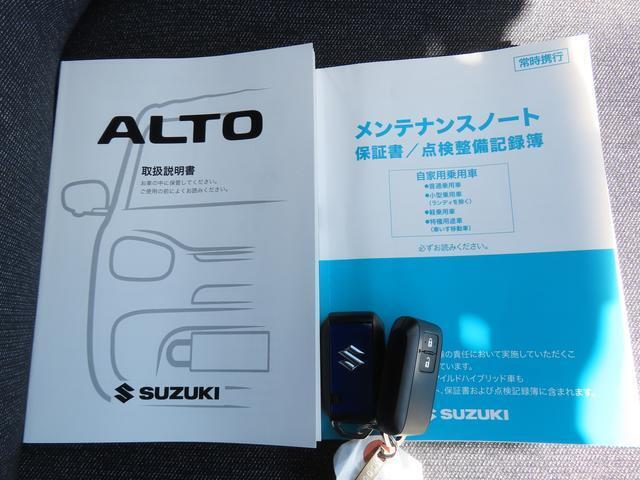 ALTO
取扱説明書
お車の中に保管してください。
ご使用の前によくお読みください。
SUZUKI
常時携行
メンテナンスノート
保証書／点検整備記録簿
自家用乗用車
●普通乗用車
●小型乗用車
(ランディを除く)
●軽乗用車
●特種用途車
(車いす移動車)
必ずお読みください。
の責任において実施していただくこ
ています。
イルドハイブリッド車も
、保証書および点検記録簿に含まれます。
SUZUKI